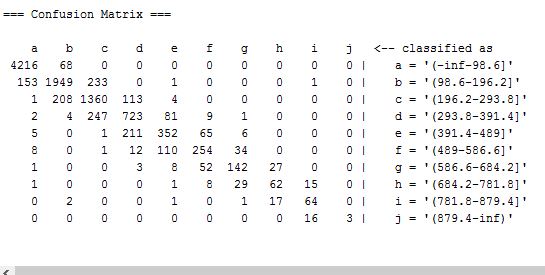 === Confusion Matrix ===
a b c d e f g h i j <-- classified as
4216 68 0 0 0 0 0 0 0 0 | a = '(-inf-98.6]'
153 1949 233 0 1 0 0 0 1 0 | b = '(98.6-196.2]'
1 208 1360 113 4 0 0 0 0 0 | c = '(196.2-293.8]'
2 4 247 723 81 9 1 0 0 0 | d = '(293.8-391.4]'
5 0 1 211 352 65 6 0 0 0 | e = '(391.4-489]'
8 0 1 12 110 254 34 0 0 0 | f = '(489-586.6]'
1 0 0 3 8 52 142 27 0 0 | g = '(586.6-684.2]'
1 0 0 0 1 8 29 62 15 0 | h = '(684.2-781.8]'
0 2 0 0 1 0 1 17 64 0 | i = '(781.8-879.4]'
0 0 0 0 0 0 0 0 16 3 | j = '(879.4-inf)'